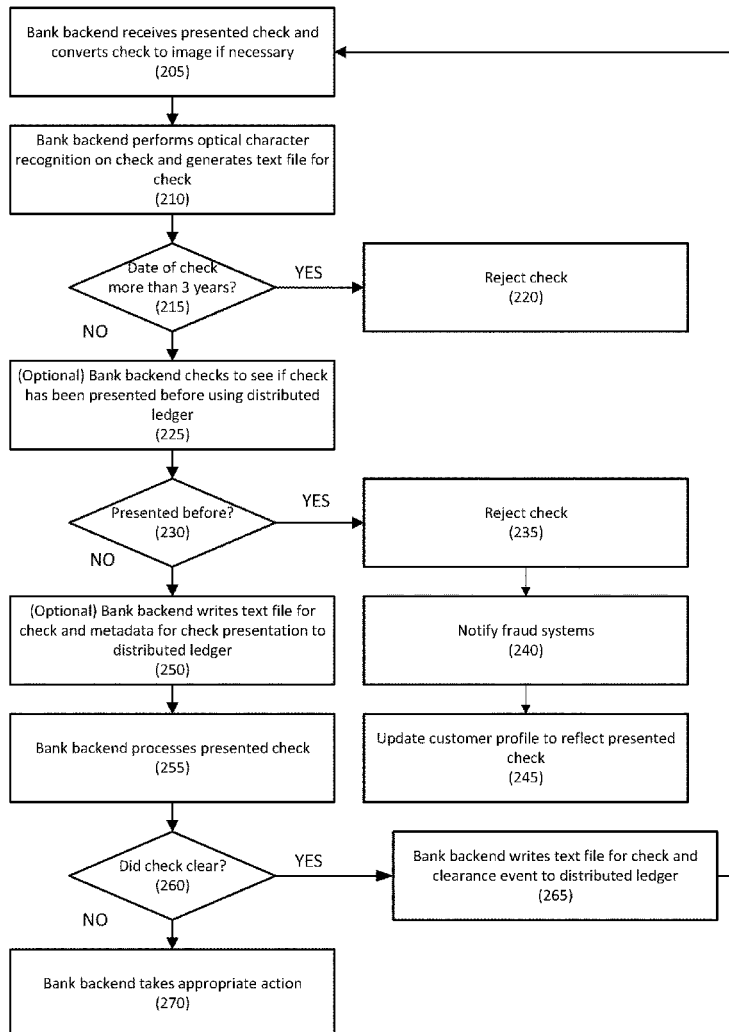 Bank backend receives presented check and
converts check to image if necessary
(205)
Bank backend performs optical character
recognition on check and generates text file for
check
(210)
Date of check
more than 3 years?
(215)
YES
Reject check
(220)
NO
(Optional) Bank backend checks to see if check
has been presented before using distributed
ledger
(225)
Presented before?
(230)
YES
Reject check
(235)
NO
(Optional) Bank backend writes text file for
check and metadata for check presentation to
distributed ledger
(250)
Notify fraud systems
(240)
Bank backend processes presented check
(255)
Update customer profile to reflect presented
check
(245)
Did check clear?
(260)
YES
Bank backend writes text file for check and
clearance event to distributed ledger
(265)
NO
Bank backend takes appropriate action
(270)